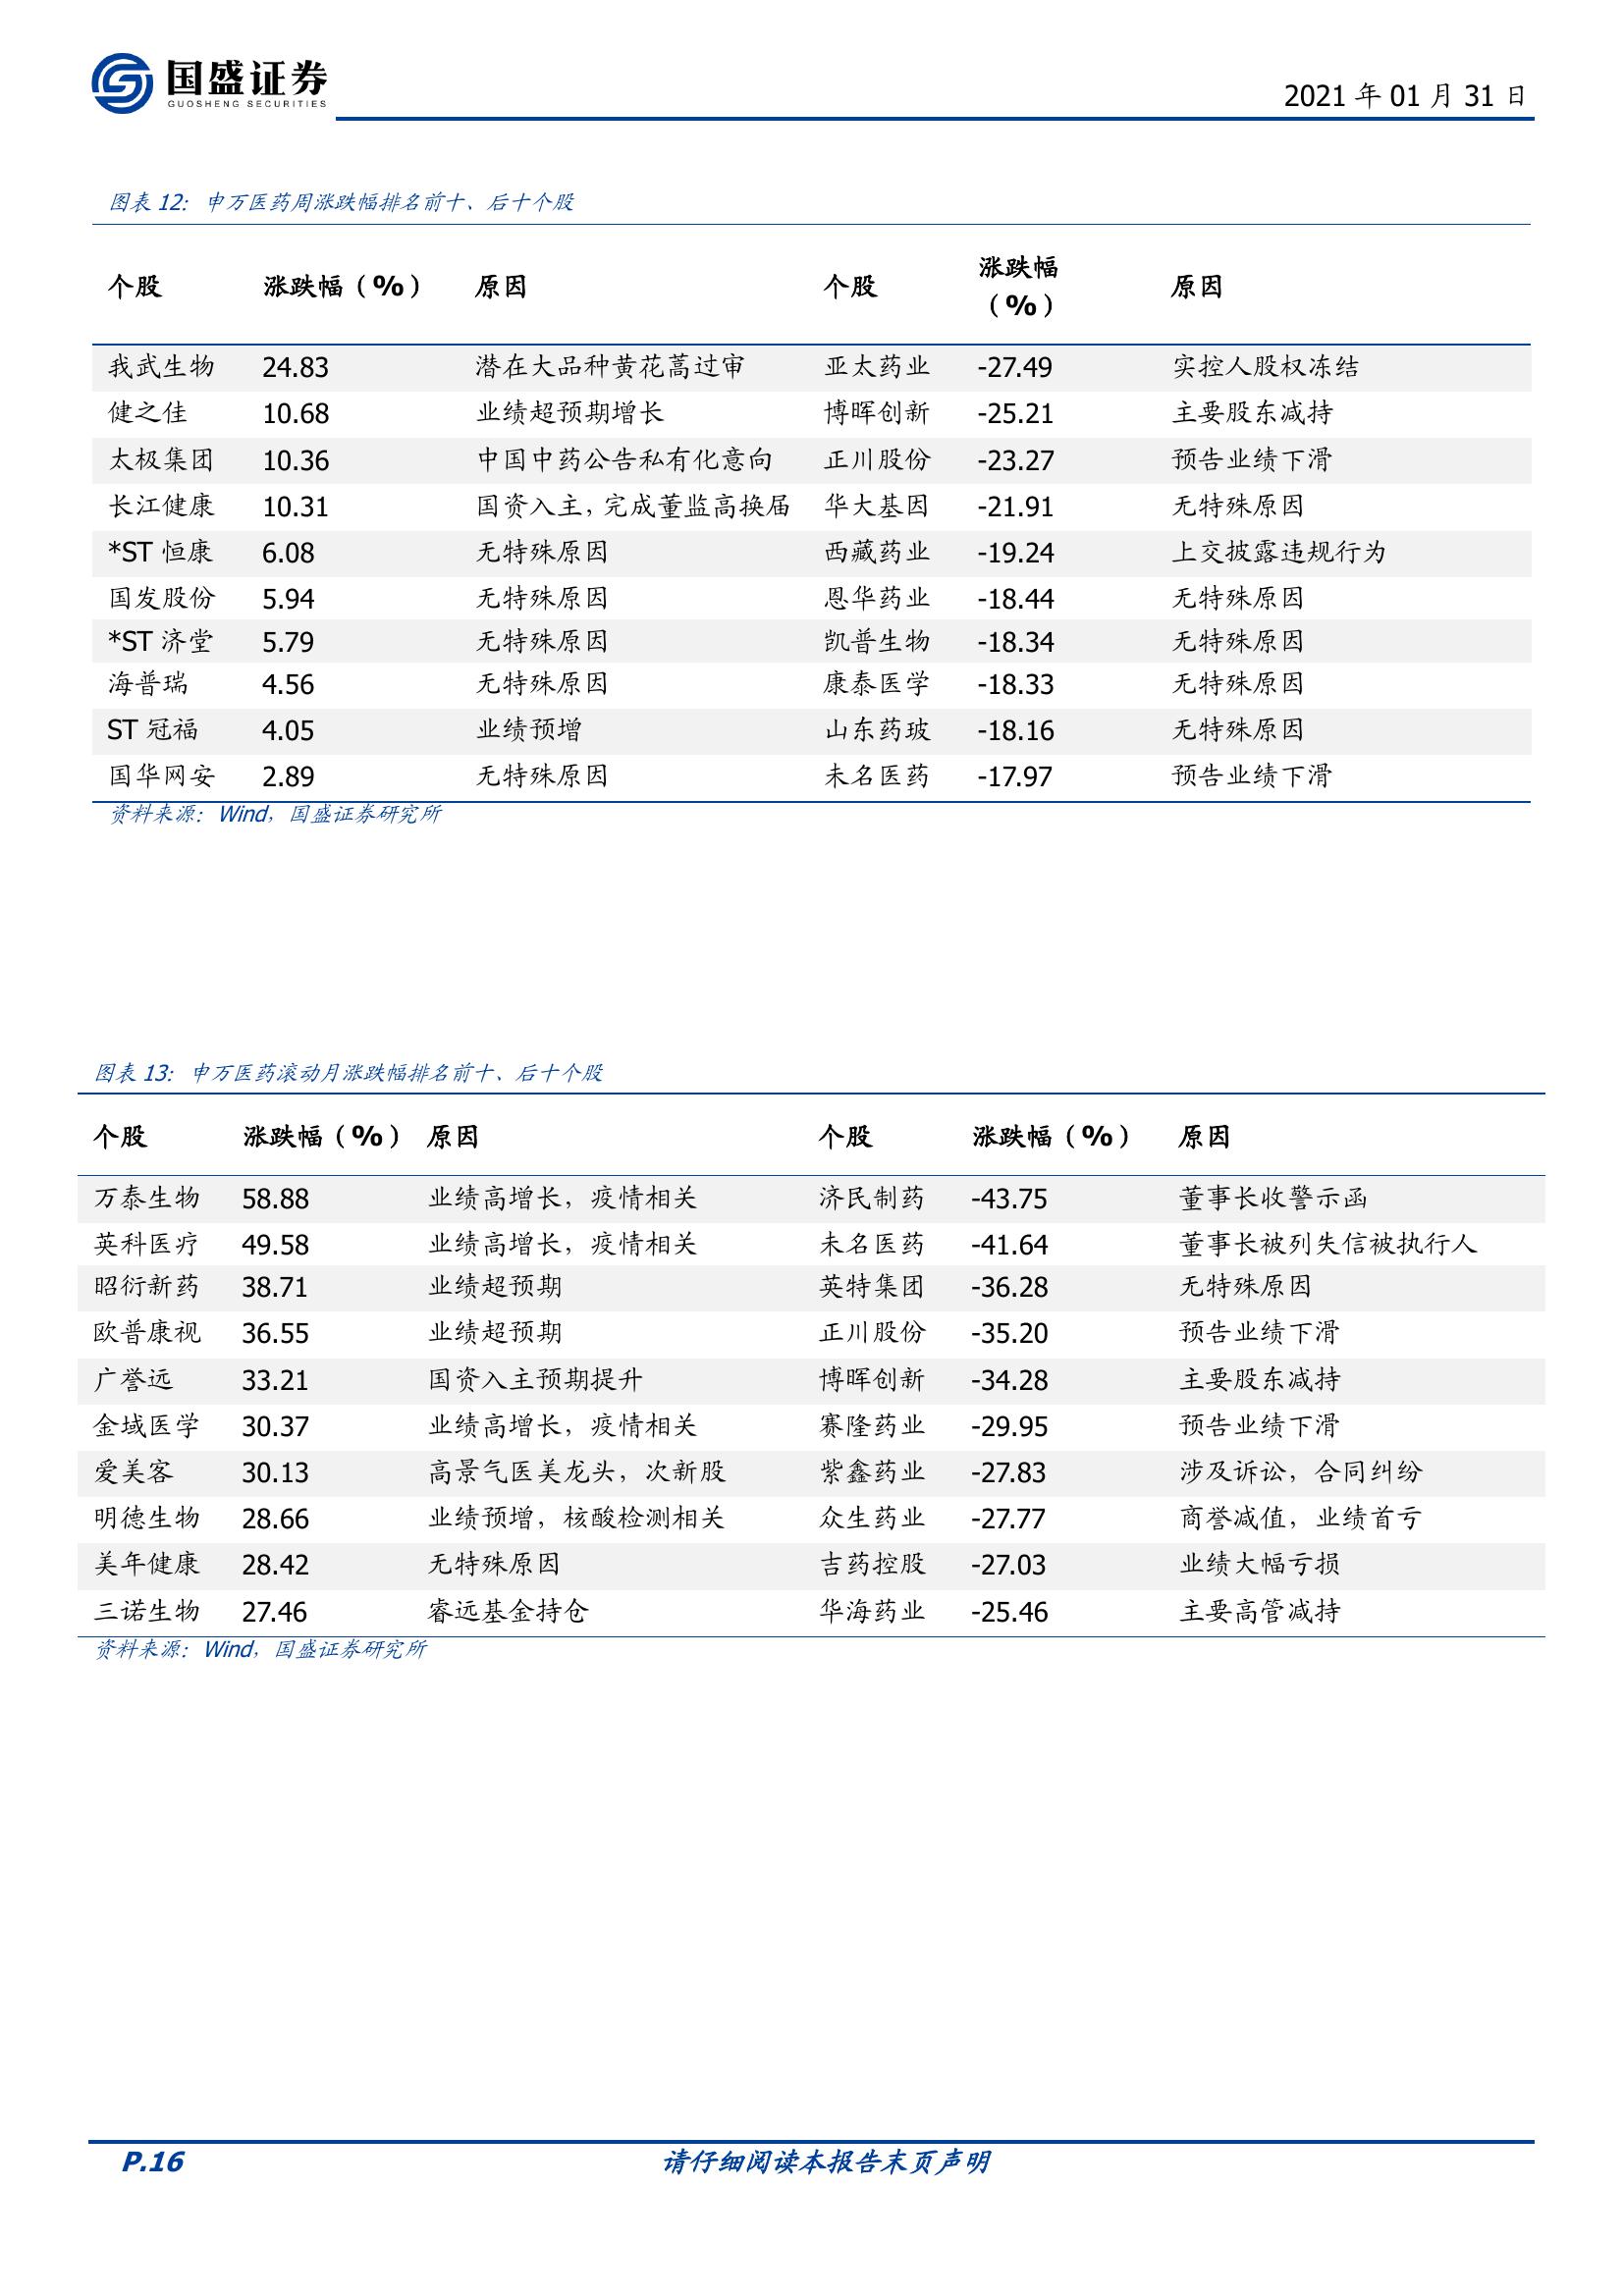 国盛证券
GUOSHENG SECURITIES
2021 年 01 月 31 日
图表 12：申万医药周涨跌幅排名前十、后十个股
个股 涨跌幅（%） 原因 个股 涨跌幅（%） 原因
我武生物 24.83 潜在大品种黄花蒿过审 亚太药业 -27.49 实控人股权冻结
健之佳 10.68 业绩超预期增长 博晖创新 -25.21 主要股东减持
太极集团 10.36 中国中药公告私有化意向 正川股份 -23.27 预告业绩下滑
长江健康 10.31 国资入主，完成董监高换届 华大基因 -21.91 无特殊原因
*ST 恒康 6.08 无特殊原因 西藏药业 -19.24 上交披露违规行为
国发股份 5.94 无特殊原因 恩华药业 -18.44 无特殊原因
*ST 济堂 5.79 无特殊原因 凯普生物 -18.34 无特殊原因
海普瑞 4.56 无特殊原因 康泰医学 -18.33 无特殊原因
ST 冠福 4.05 业绩预增 山东药玻 -18.16 无特殊原因
国华网安 2.89 无特殊原因 未名医药 -17.97 预告业绩下滑
资料来源：Wind，国盛证券研究所
图表 13：申万医药滚动月涨跌幅排名前十、后十个股
个股 涨跌幅（%） 原因 个股 涨跌幅（%） 原因
万泰生物 58.88 业绩高增长，疫情相关 济民制药 -43.75 董事长收警示函
英科医疗 49.58 业绩高增长，疫情相关 未名医药 -41.64 董事长被列失信被执行人
昭衍新药 38.71 业绩超预期 英特集团 -36.28 无特殊原因
欧普康视 36.55 业绩超预期 正川股份 -35.20 预告业绩下滑
广誉远 33.21 国资入主预期提升 博晖创新 -34.28 主要股东减持
金域医学 30.37 业绩高增长，疫情相关 赛隆药业 -29.95 预告业绩下滑
爱美客 30.13 高景气医美龙头，次新股 紫鑫药业 -27.83 涉及诉讼，合同纠纷
明德生物 28.66 业绩预增，核酸检测相关 众生药业 -27.77 商誉减值，业绩首亏
美年健康 28.42 无特殊原因 吉药控股 -27.03 业绩大幅亏损
三诺生物 27.46 睿远基金持仓 华海药业 -25.46 主要高管减持
资料来源：Wind，国盛证券研究所
P.16 请仔细阅读本报告末页声明